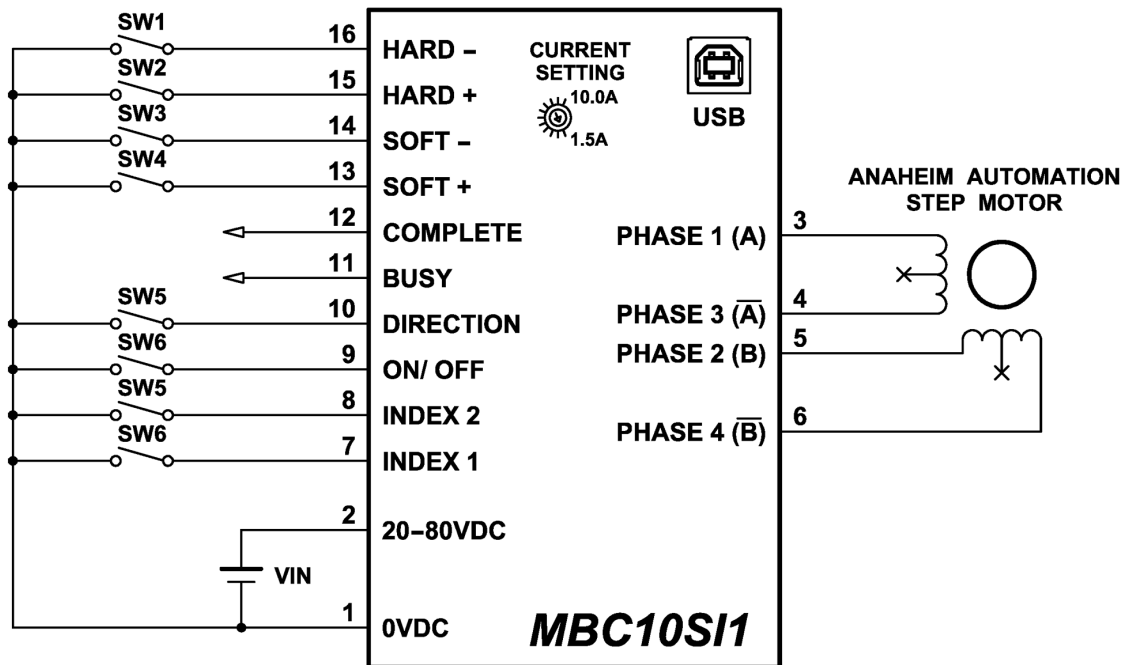 SW1
16
HARD –
SW2
15
HARD +
SW3
14
SOFT –
SW4
13
SOFT +
12
COMPLETE
11
BUSY
SW5
10
DIRECTION
SW6
9
ON/ OFF
SW5
8
INDEX 2
SW6
7
INDEX 1
2
20–80VDC
VIN
1
0VDC
CURRENT
SETTING
10.0A
1.5A
USB
MBC10SI1
PHASE 1 (A)
3
PHASE 3 (A̅)
4
PHASE 2 (B)
5
PHASE 4 (B̅)
6
ANAHEIM AUTOMATION
STEP MOTOR